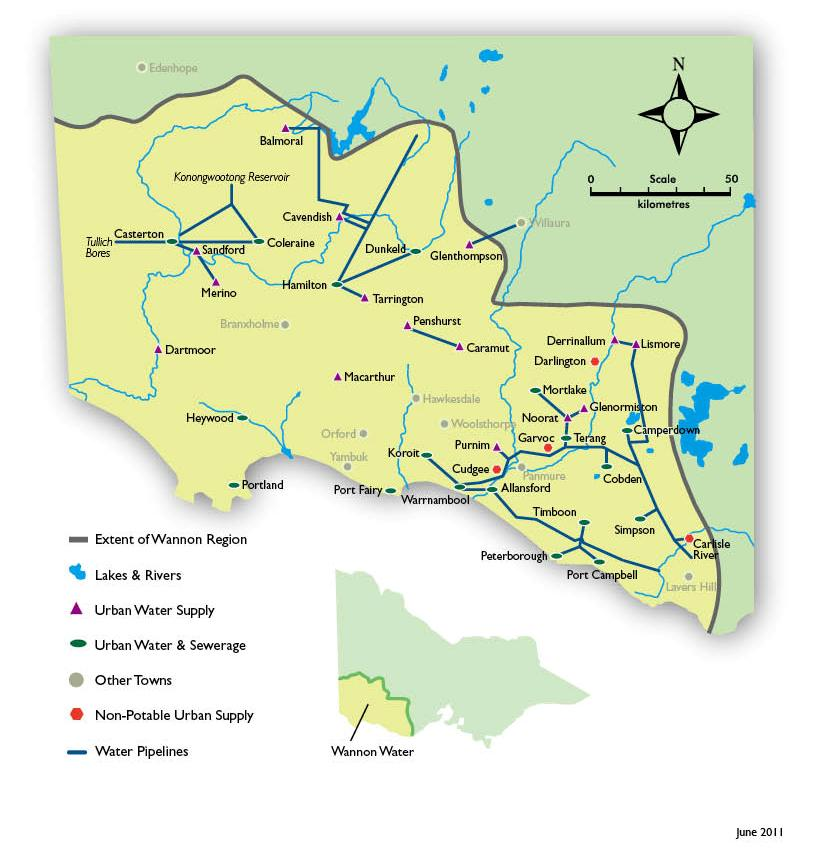 Edenhope
N
Balmoral
Scale
0
50
kilometres
Konongwootong Reservoir
Cavendish
Willaura
Casterton
Tullich
Bores
Sandford
Coleraine
Dunkeld
Glenthompson
Merino
Hamilton
Tarrington
Branxholme
Penshurst
Dartmoor
Caramut
Derrinallum
Lismore
Darlington
Macarthur
Mortlake
Hawkesdale
Glenormiston
Heywood
Noorat
Woolsthorpe
Orford
Garvoc
Terang
Camperdown
Purnim
Koroit
Yambuk
Cudgee
Panmure
Cobden
Portland
Port Fairy
Allansford
Warrnambool
Timboon
Simpson
Carlisle
River
Peterborough
Port Campbell
Lavers Hill
Extent of Wannon Region
Lakes & Rivers
Urban Water Supply
Urban Water & Sewerage
Other Towns
Non-Potable Urban Supply
Water Pipelines
Wannon Water
June 2011